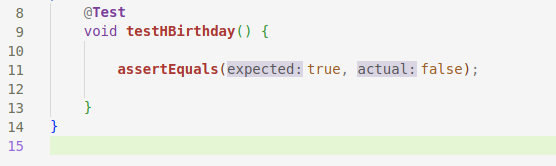 8 @Test
9 void testHBirthday() {
10
11 assertEquals(expected: true, actual: false);
12
13 }
14 }
15